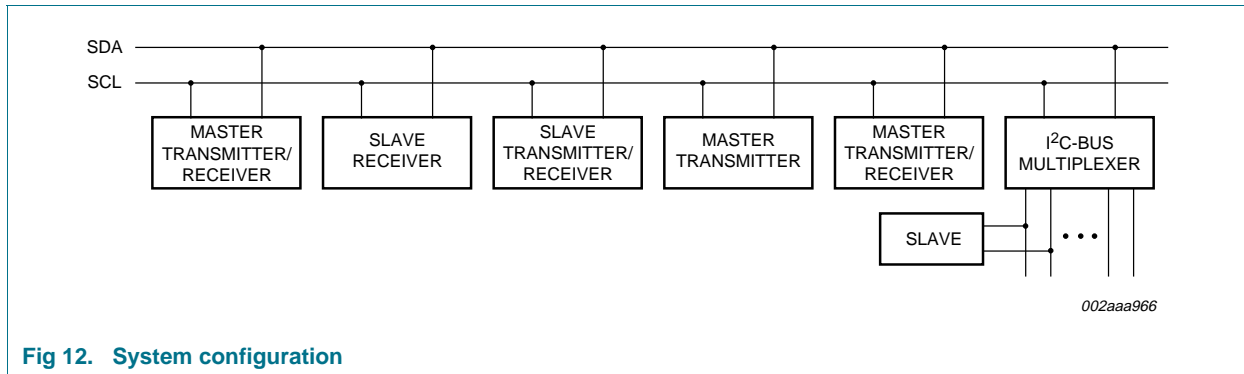 SDA
SCL
MASTER
TRANSMITTER/
RECEIVER
SLAVE
RECEIVER
SLAVE
TRANSMITTER/
RECEIVER
MASTER
TRANSMITTER
MASTER
TRANSMITTER/
RECEIVER
I²C-BUS
MULTIPLEXER
SLAVE
002aaa966
Fig 12. System configuration